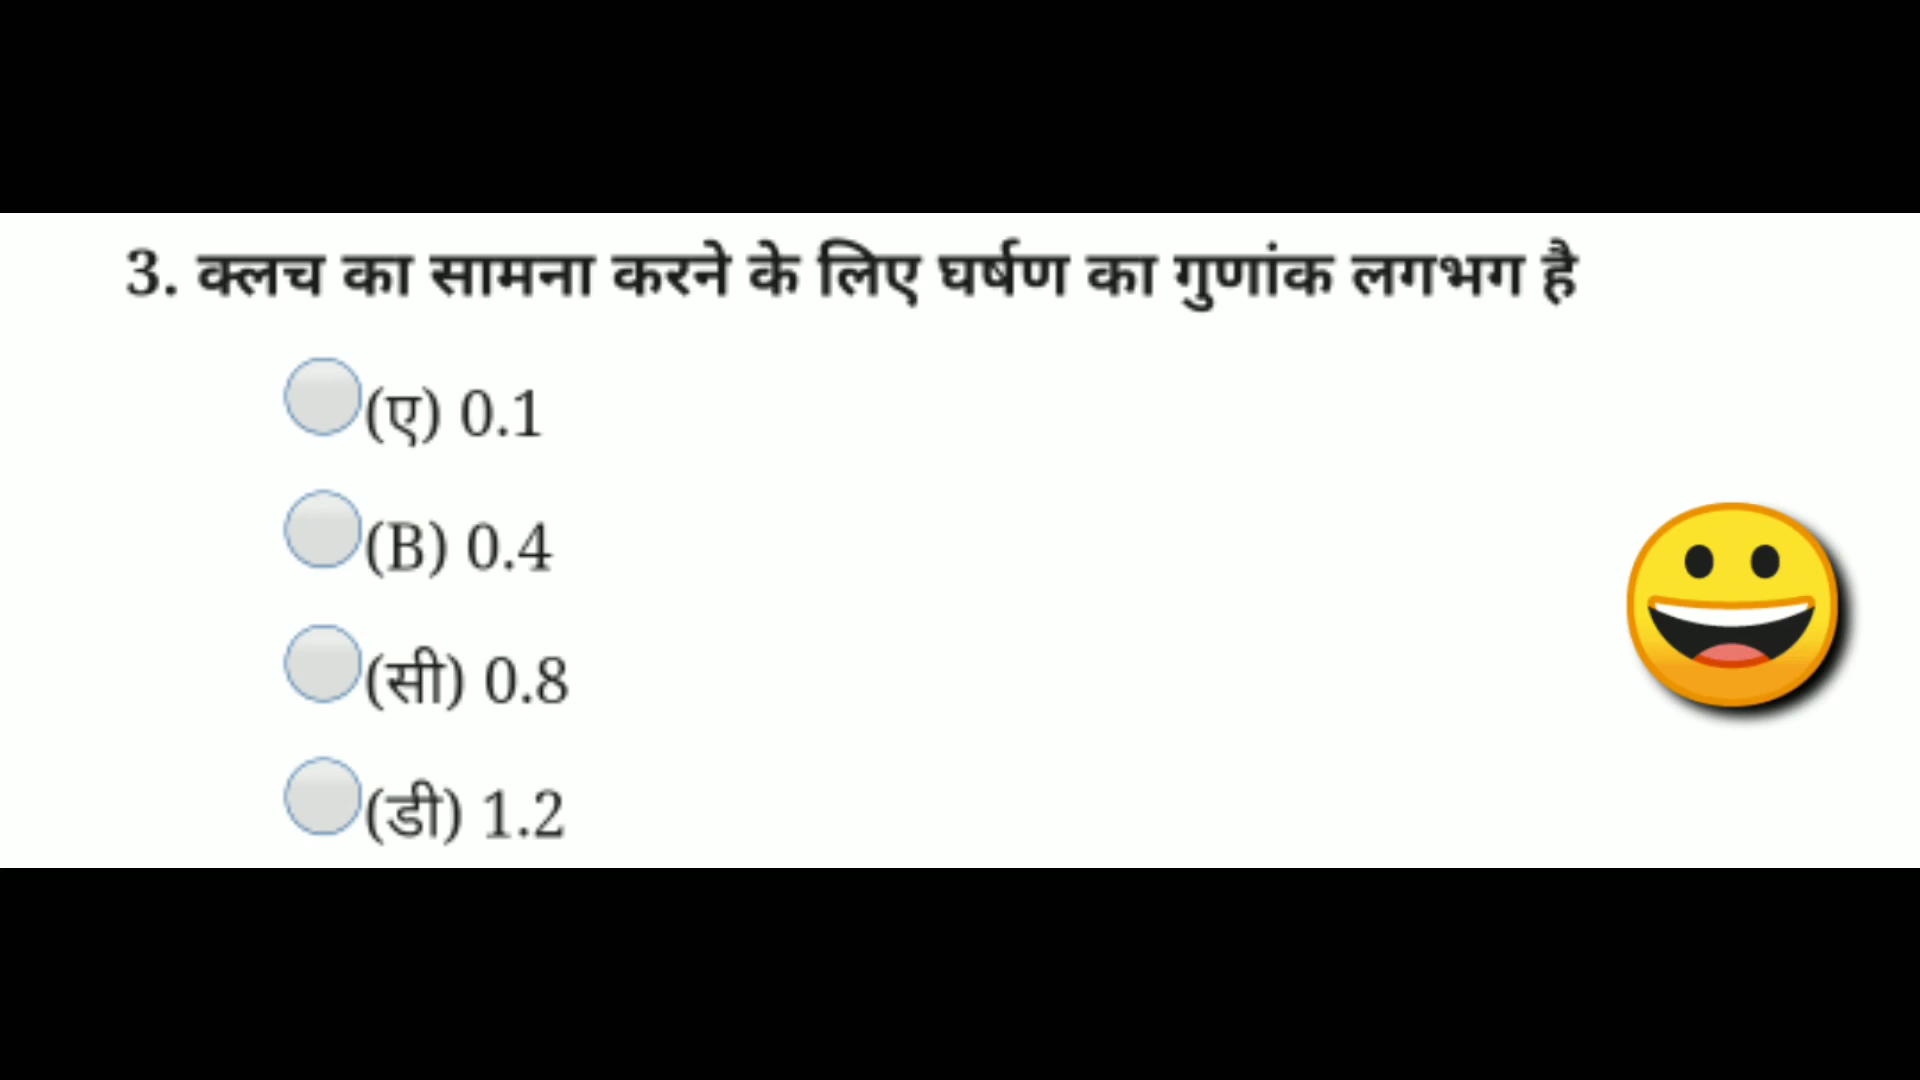 3. क्लच का सामना करने के लिए घर्षण का गुणांक लगभग है
(ए) 0.1
(B) 0.4
(सी) 0.8
(डी) 1.2